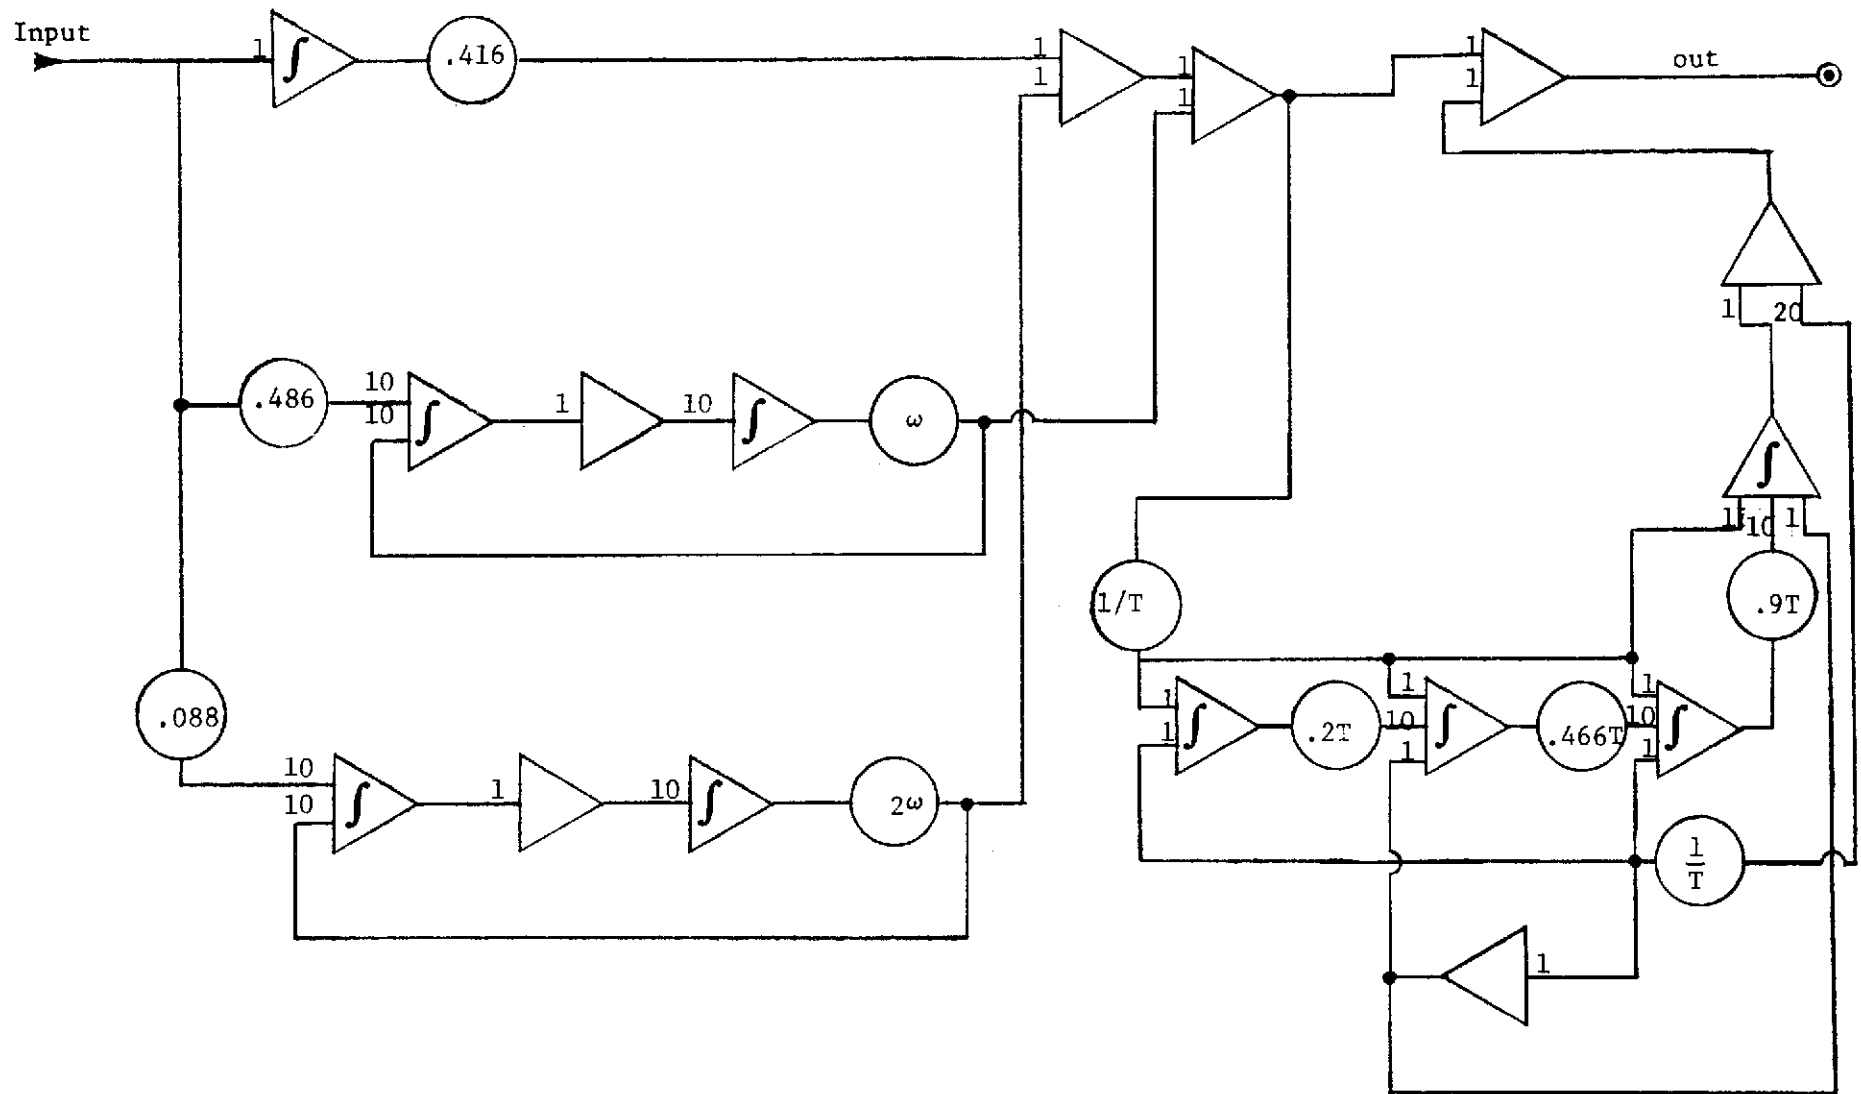 Input
1 ∫ .416 1
1
1
1
1
1
out
.486 10
10 ∫ 1 10 ∫ ω
.088
10
10 ∫ 1 10 ∫ 2ω
1 20
∫
1 10 1
.9T
1/T
1
1 ∫ .2T 1
10
1 ∫ .466T 1
10
1 ∫
1
T
1